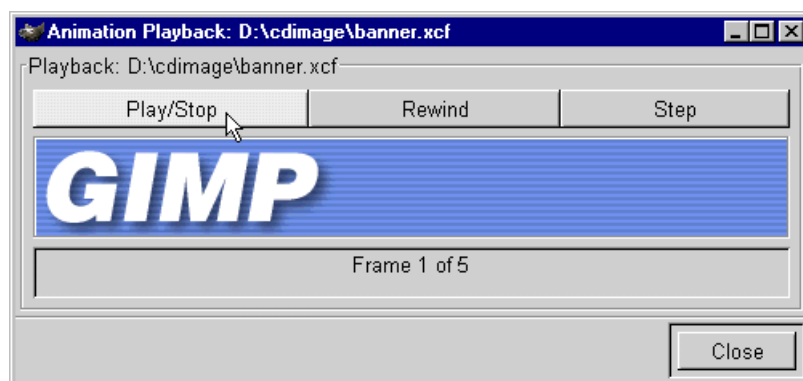 Animation Playback: D:\cdimage\banner.xcf
Playback: D:\cdimage\banner.xcf
Play/Stop Rewind Step
GIMP
Frame 1 of 5
Close